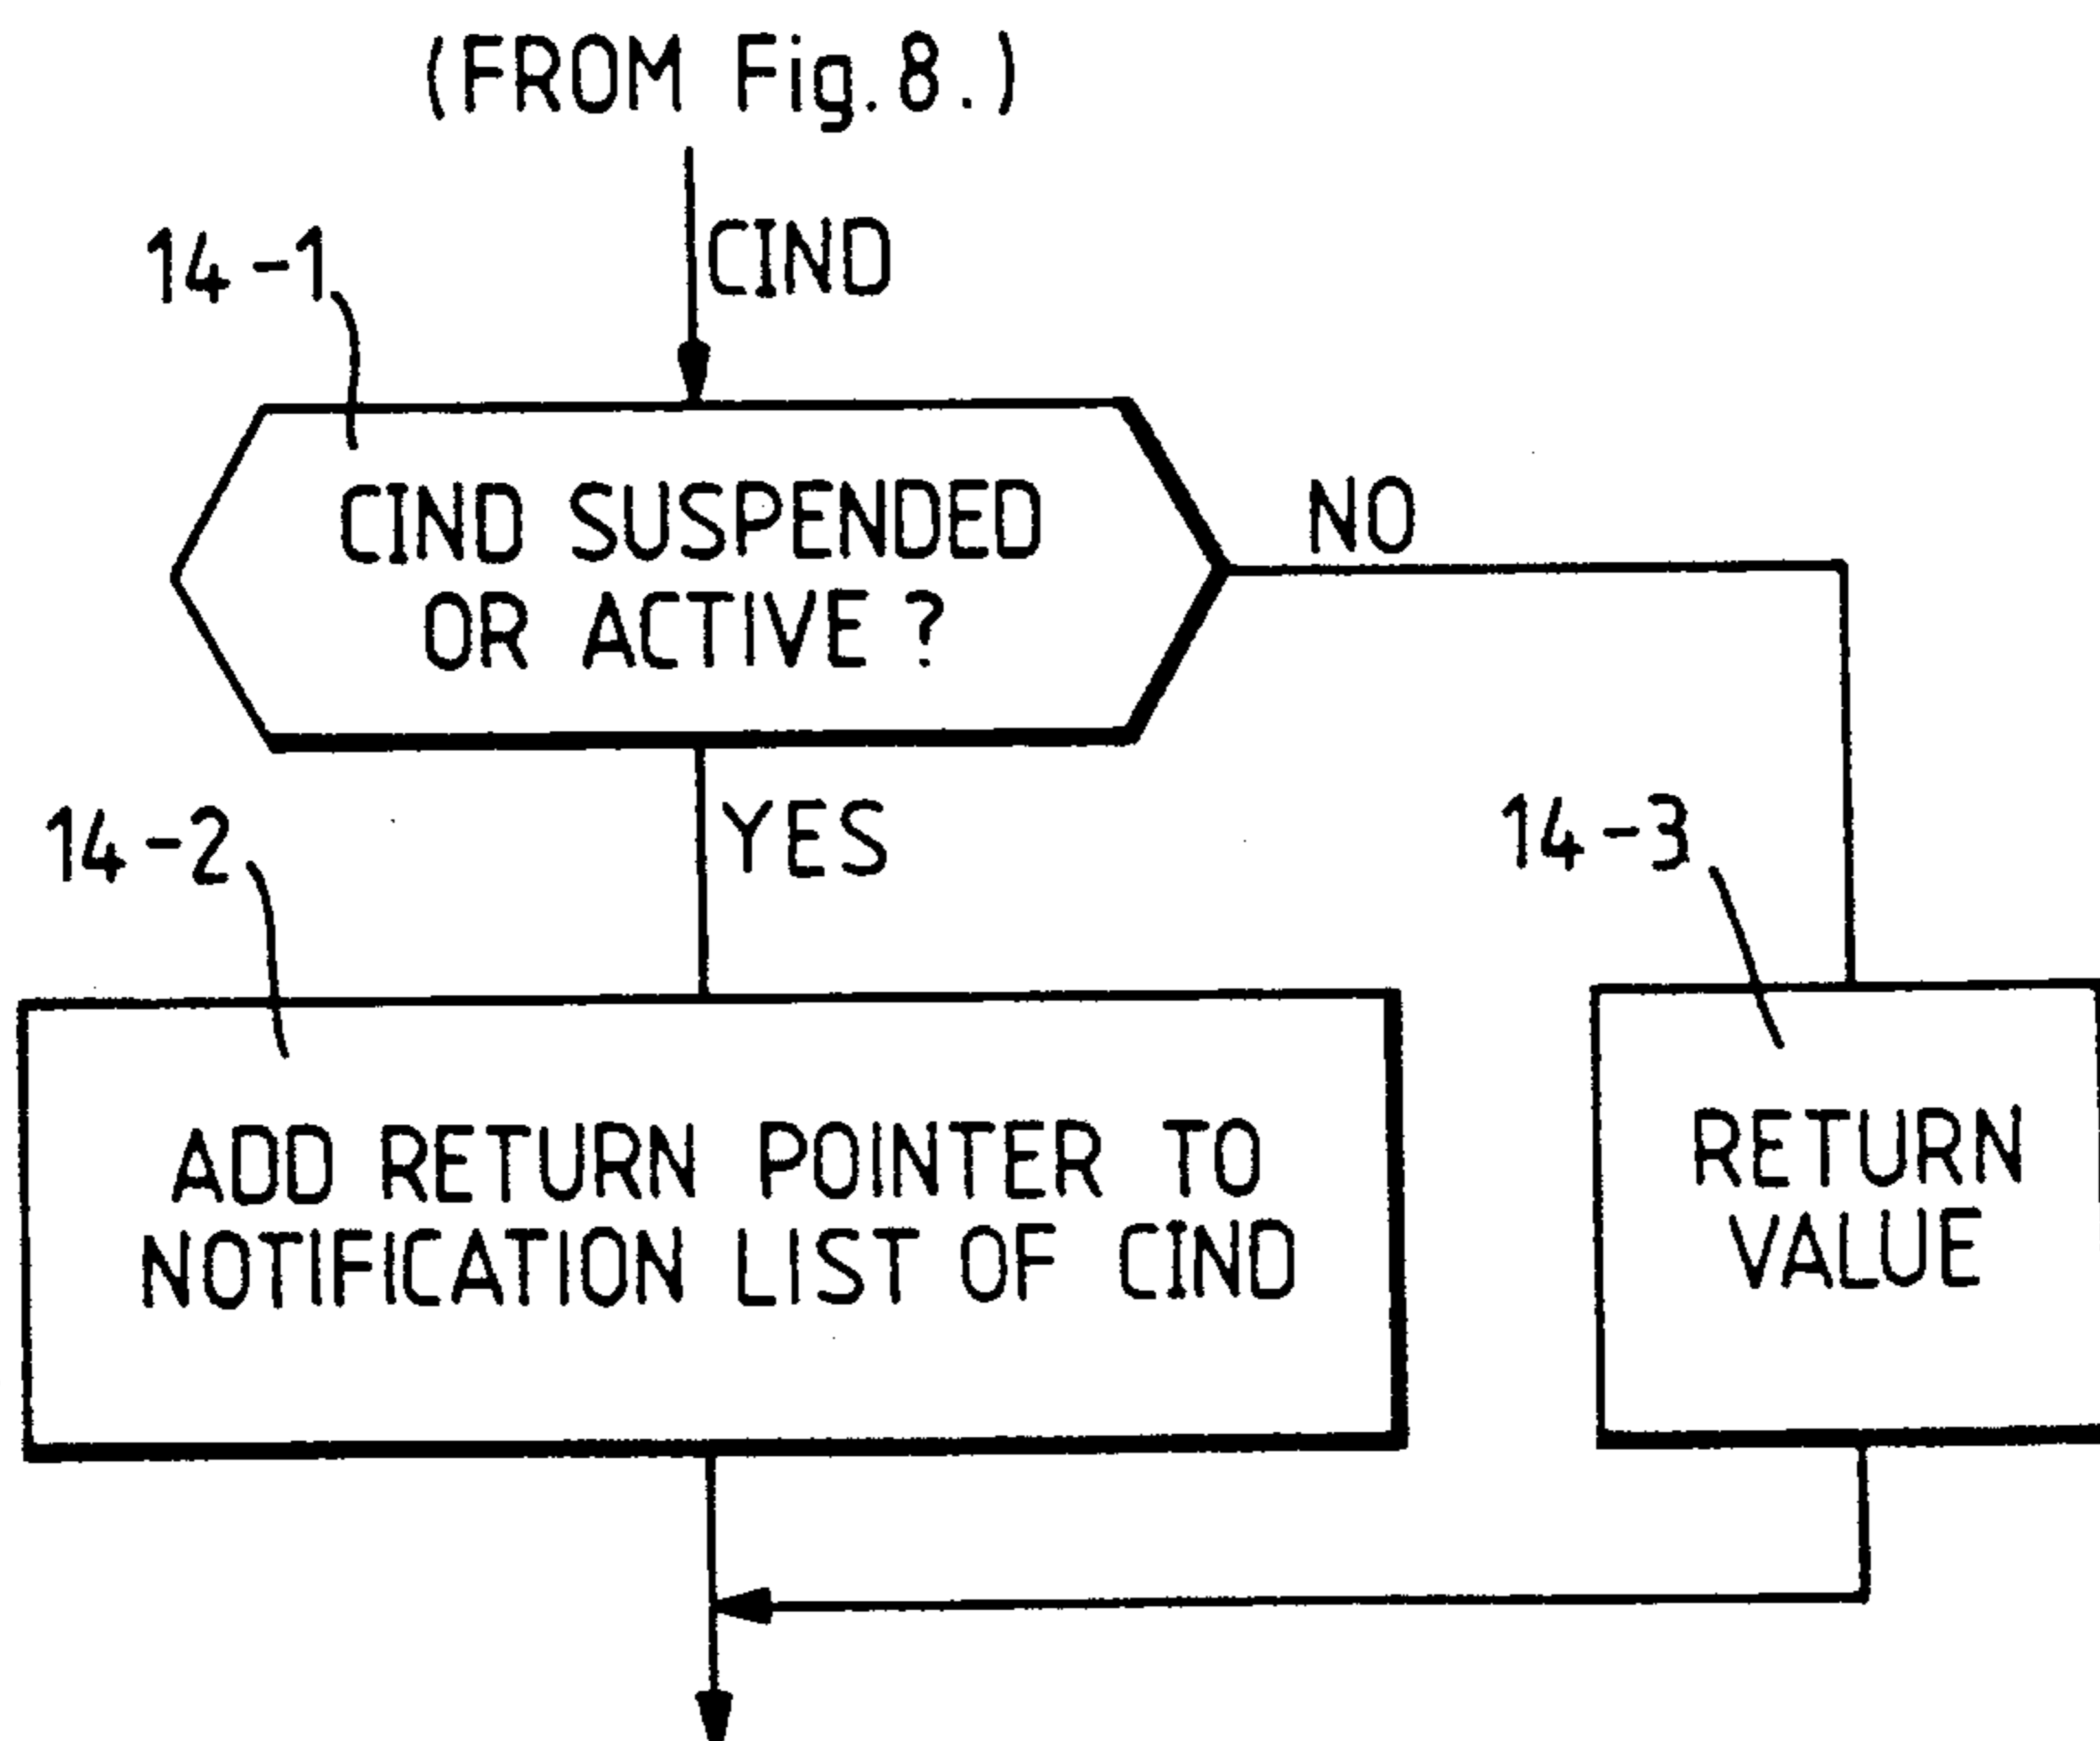 (FROM Fig. 8.)
CIND
14-1
CIND SUSPENDED
OR ACTIVE ?
NO
YES
14-2
14-3
ADD RETURN POINTER TO
NOTIFICATION LIST OF CIND
RETURN
VALUE